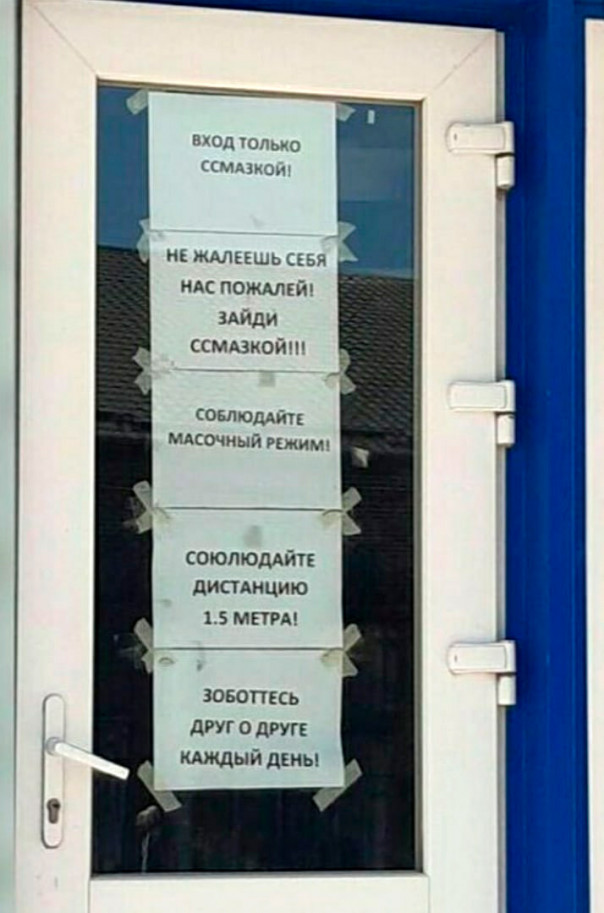 ВХОД ТОЛЬКО
ССМАЗКОЙ!
НЕ ЖАЛЕЕШЬ СЕБЯ
НАС ПОЖАЛЕЙ!
ЗАЙДИ
ССМАЗКОЙ!!!
СОБЛЮДАЙТЕ
МАСОЧНЫЙ РЕЖИМ!
СОЮЛЮДАЙТЕ
ДИСТАНЦИЮ
1.5 МЕТРА!
ЗОБОТТЕСЬ
ДРУГ О ДРУГЕ
КАЖДЫЙ ДЕНЬ!